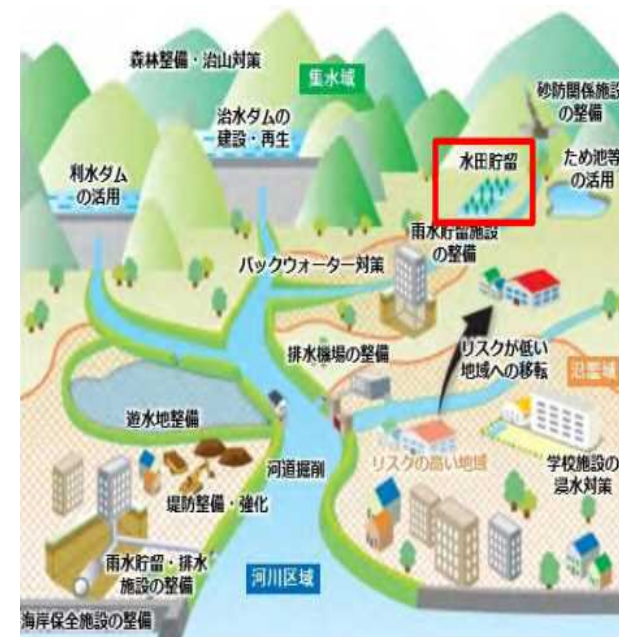 森林整備・治山対策
集水域
砂防関係施設
の整備
治水ダムの
建設・再生
水田貯留
ため池等
の活用
利水ダム
の活用
雨水貯留施設
の整備
バックウォーター対策
排水機場の整備
リスクが低い
地域への移転
氾濫域
遊水地整備
河道掘削
リスクの高い地域
学校施設の
浸水対策
堤防整備・強化
雨水貯留・排水
施設の整備
河川区域
海岸保全施設の整備